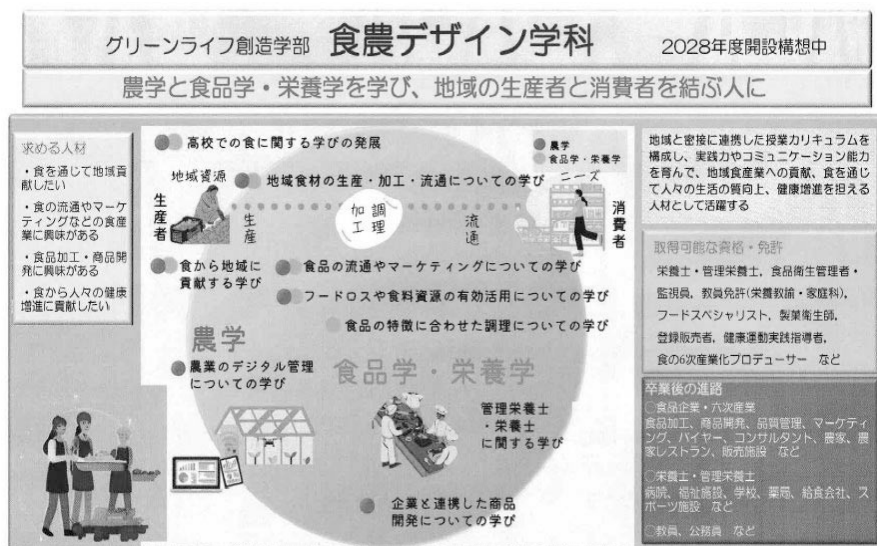 グリーンライフ創造学部 食農デザイン学科 2028年度開設構想中
農学と食品学・栄養学を学び、地域の生産者と消費者を結ぶ人に
求める人材
・食を通じて地域貢
献したい
・食の流通やマーケ
ティングなどの食産
業に興味がある
・食品加工・商品開
発に興味がある
・食から人々の健康
増進に貢献したい
高校での食に関する学びの発展
農学
食品学・栄養学
地域資源
地域食材の生産・加工・流通についての学び
ニーズ
生産者
生産
加工
調理
流通
消費者
食から地域に
貢献する学び
食品の流通やマーケティングについての学び
フードロスや食料資源の有効活用についての学び
食品の特徴に合わせた調理についての学び
農学
農業のデジタル管理
についての学び
食品学・栄養学
管理栄養士
・栄養士
に関する学び
企業と連携した商品
開発についての学び
地域と密接に連携した授業カリキュラムを
構成し、実践力やコミュニケーション能力
を育んで、地域食産業への貢献、食を通じ
て人々の生活の質向上、健康増進を担える
人材として活躍する
取得可能な資格・免許
栄養士・管理栄養士，食品衛生管理者・
監視員，教員免許(栄養教諭・家庭科)，
フードスペシャリスト，製菓衛生師，
登録販売者，健康運動実践指導者，
食の6次産業化プロデューサー など
卒業後の進路
○食品企業・六次産業
食品加工、商品開発、品質管理、マーケティ
ング、バイヤー、コンサルタント、農家、農
家レストラン、販売施設 など
○栄養士・管理栄養士
病院、福祉施設、学校、薬局、給食会社、ス
ポーツ施設 など
○教員、公務員 など